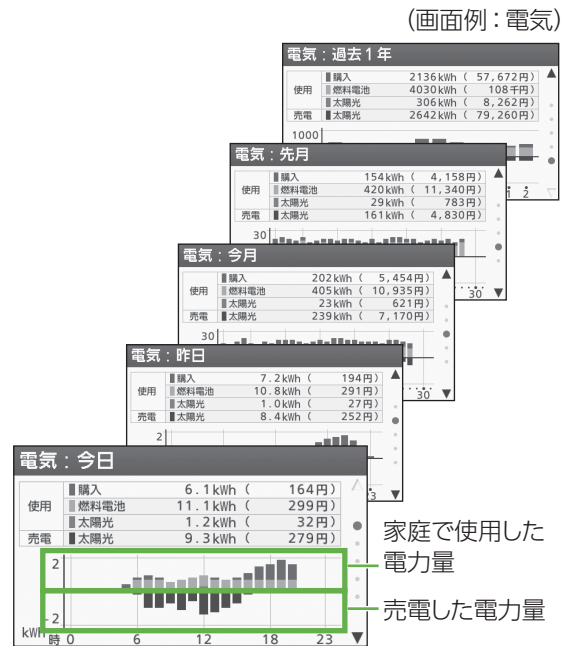 (画面例：電気)
電気：過去1年
使用 購入 2136kWh ( 57,672円)
燃料電池 4030kWh ( 108千円)
太陽光 306kWh ( 8,262円)
売電 太陽光 2642kWh ( 79,260円)
1000
1 2
電気：先月
使用 購入 154kWh ( 4,158円)
燃料電池 420kWh ( 11,340円)
太陽光 29kWh ( 783円)
売電 太陽光 161kWh ( 4,830円)
30
30
電気：今月
使用 購入 202kWh ( 5,454円)
燃料電池 405kWh ( 10,935円)
太陽光 23kWh ( 621円)
売電 太陽光 239kWh ( 7,170円)
30
30
電気：昨日
使用 購入 7.2kWh ( 194円)
燃料電池 10.8kWh ( 291円)
太陽光 1.0kWh ( 27円)
売電 太陽光 8.4kWh ( 252円)
2
電気：今日
使用 購入 6.1kWh ( 164円)
燃料電池 11.1kWh ( 299円)
太陽光 1.2kWh ( 32円)
売電 太陽光 9.3kWh ( 279円)
2
-2
kWh
時 0 6 12 18 23
家庭で使用した
電力量
売電した電力量